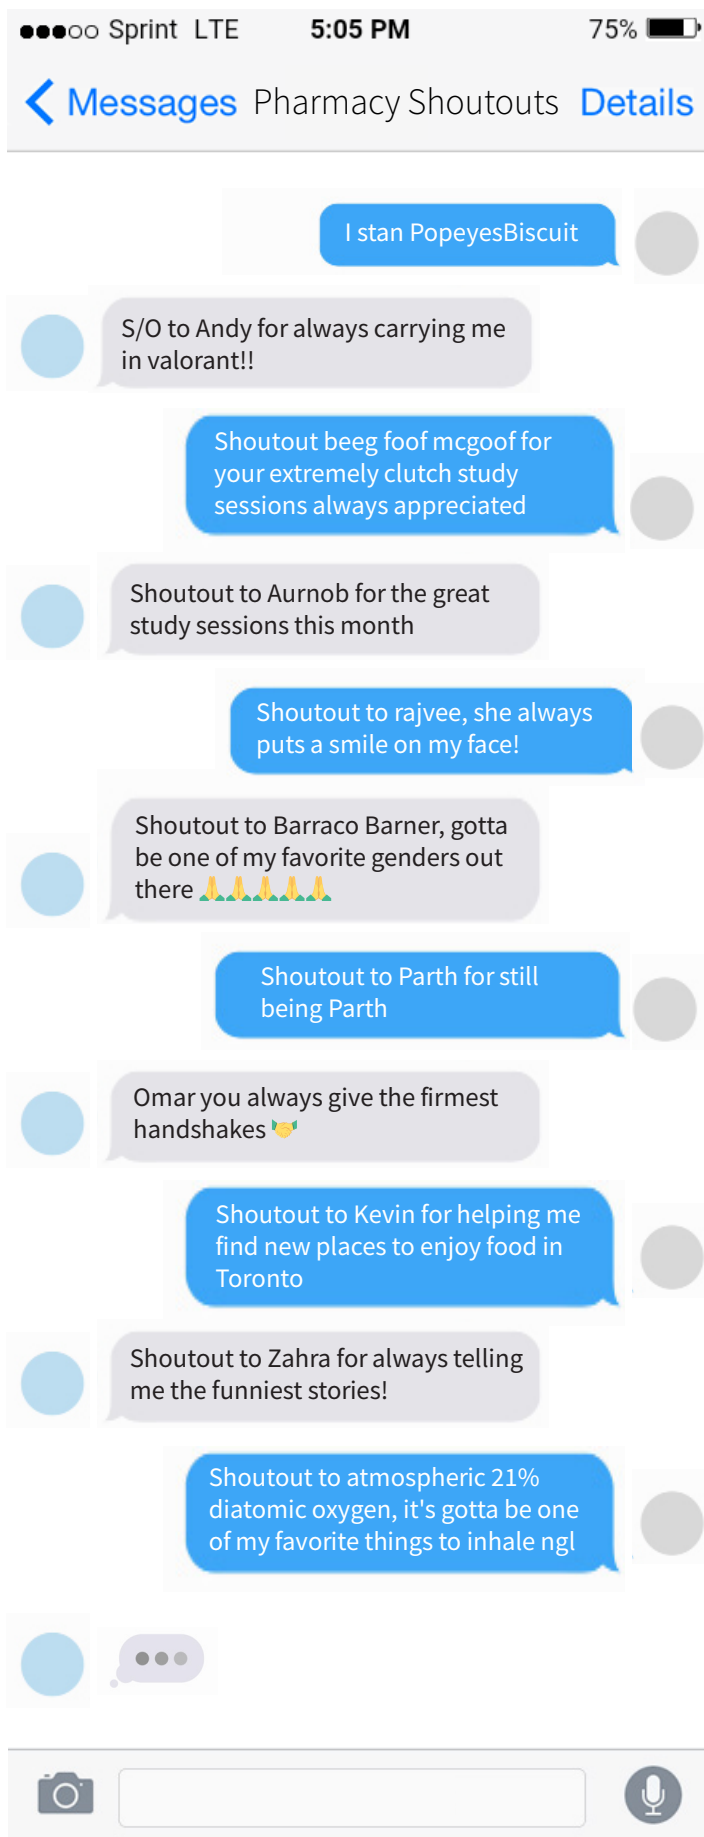 Sprint LTE 5:05 PM 75%
Messages Pharmacy Shoutouts Details
I stan PopeyesBiscuit
S/O to Andy for always carrying me
in valorant!!
Shoutout beeg foof mcgoof for
your extremely clutch study
sessions always appreciated
Shoutout to Aurnob for the great
study sessions this month
Shoutout to rajvee, she always
puts a smile on my face!
Shoutout to Barraco Barner, gotta
be one of my favorite genders out
there 🙏🙏🙏🙏🙏
Shoutout to Parth for still
being Parth
Omar you always give the firmest
handshakes 🤝
Shoutout to Kevin for helping me
find new places to enjoy food in
Toronto
Shoutout to Zahra for always telling
me the funniest stories!
Shoutout to atmospheric 21%
diatomic oxygen, it's gotta be one
of my favorite things to inhale ngl